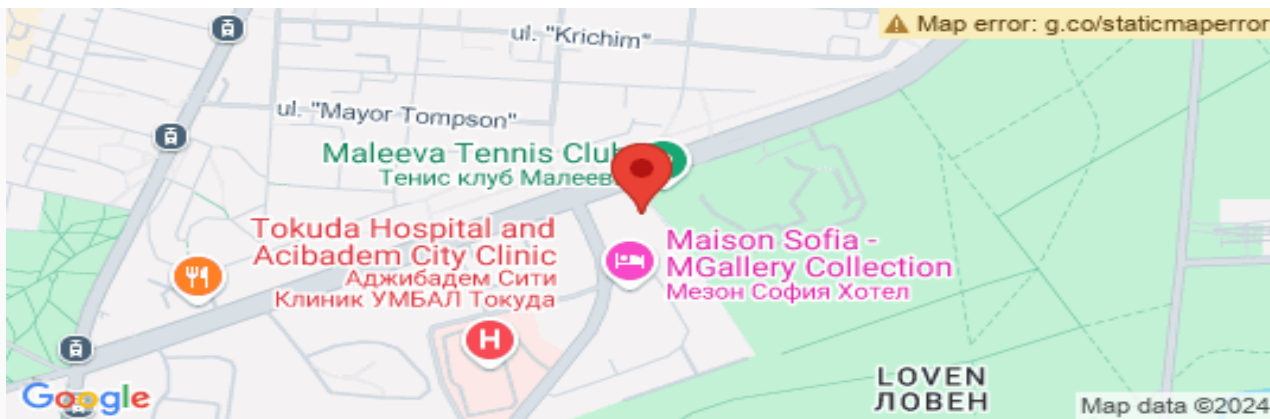 Map error: g.co/staticmaperror
ul. "Krichim"
ul. "Mayor Tompson"
Maleeva Tennis Club
Тенис клуб Малеева
Tokuda Hospital and
Acibadem City Clinic
Аджибадем Сити
Клиник УМБАЛ Токуда
H
Maison Sofia -
MGallery Collection
Мезон София Хотел
LOVEN
ЛОВЕН
Google
Map data ©2024